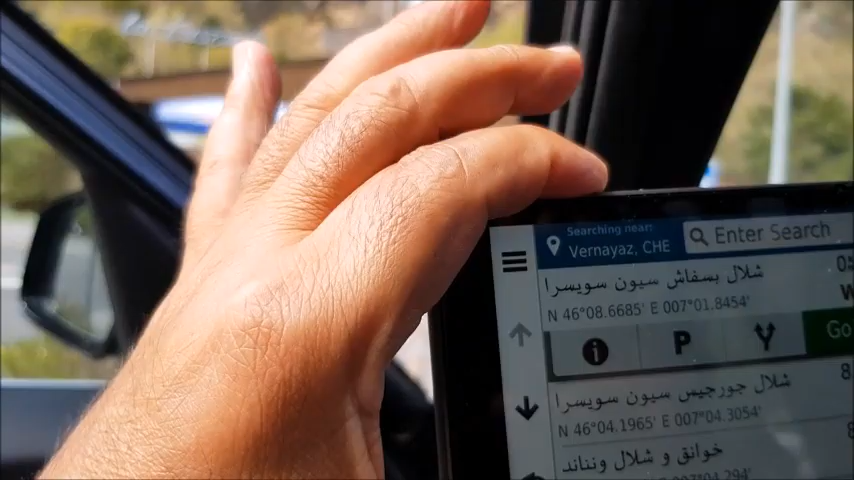 Searching near:
Vernayaz, CHE
Enter Search
شلال بسفاش سيون سويسرا
N 46°08.6685' E 007°01.8454'
P
Go
شلال جورجيس سيون سويسرا
N 46°04.1965' E 007°04.3054'
خوانق و شلال ونناند